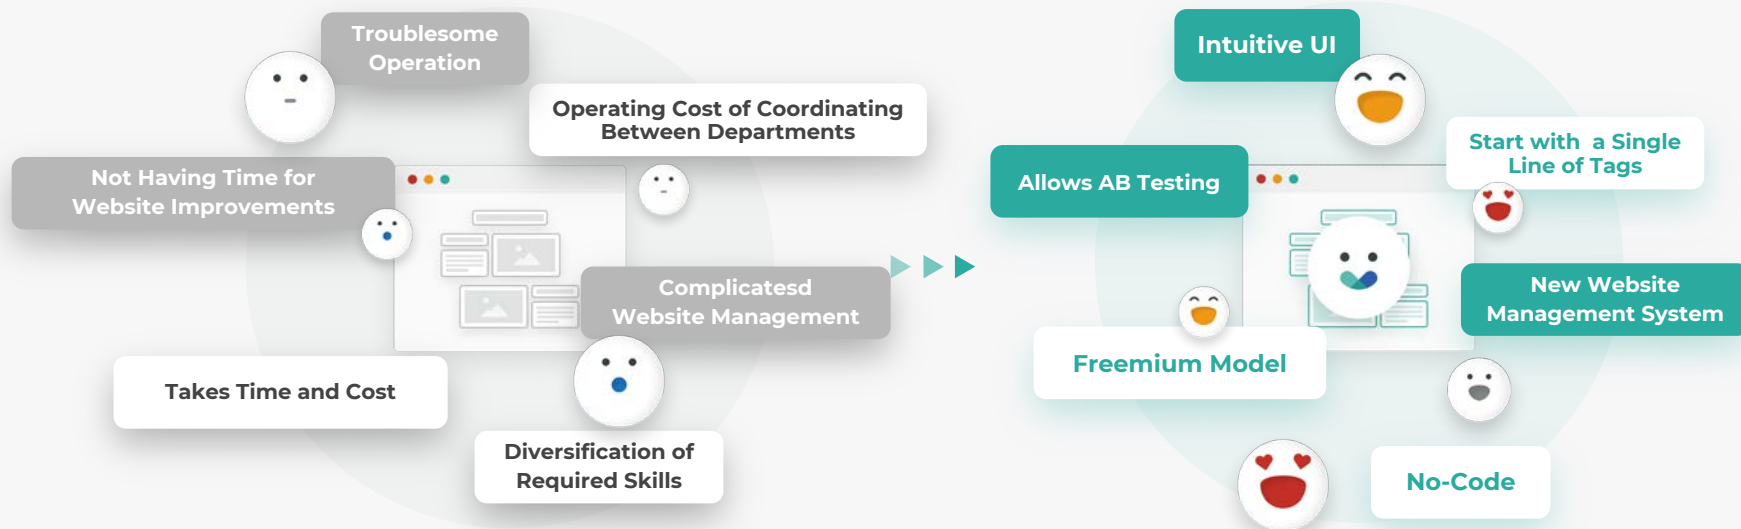 Troublesome
Operation
Operating Cost of Coordinating
Between Departments
Not Having Time for
Website Improvements
Complicatesd
Website Management
Takes Time and Cost
Diversification of
Required Skills
Intuitive UI
Start with a Single
Line of Tags
Allows AB Testing
New Website
Management System
Freemium Model
No-Code